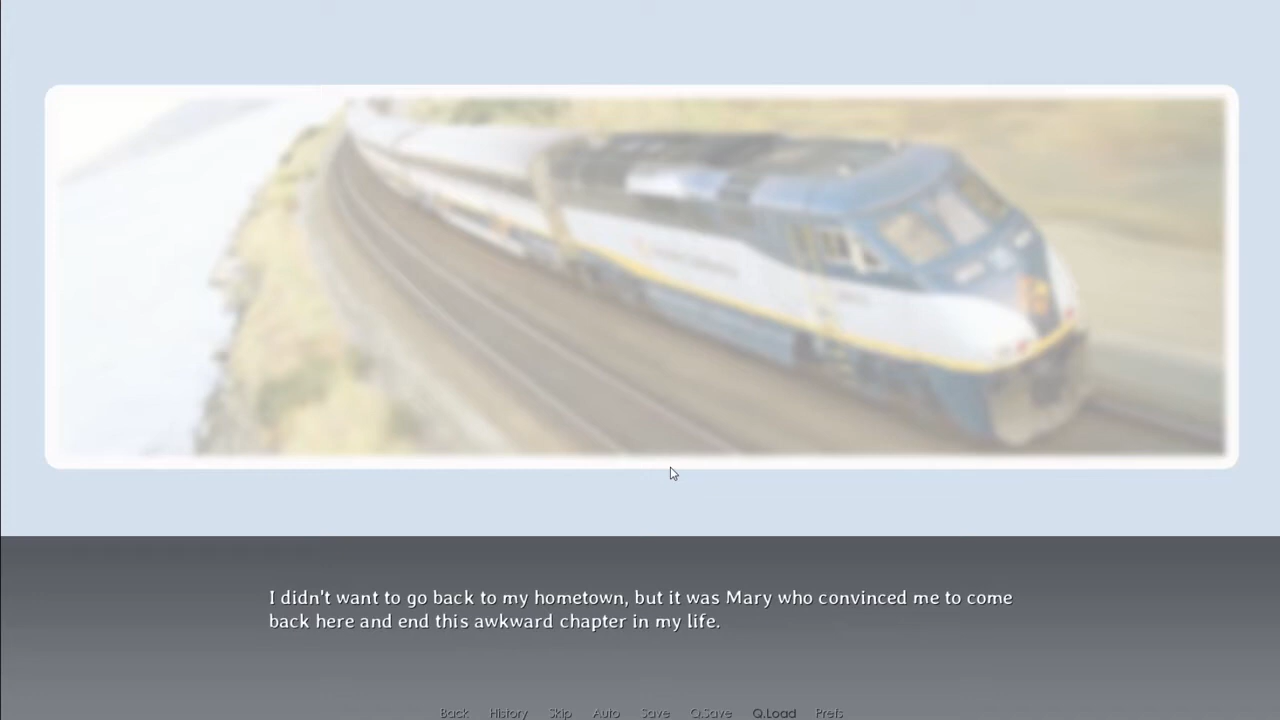 I didn't want to go back to my hometown, but it was Mary who convinced me to come
back here and end this awkward chapter in my life.
Back History Skip Auto Save Q.Save Q.Load Prefs